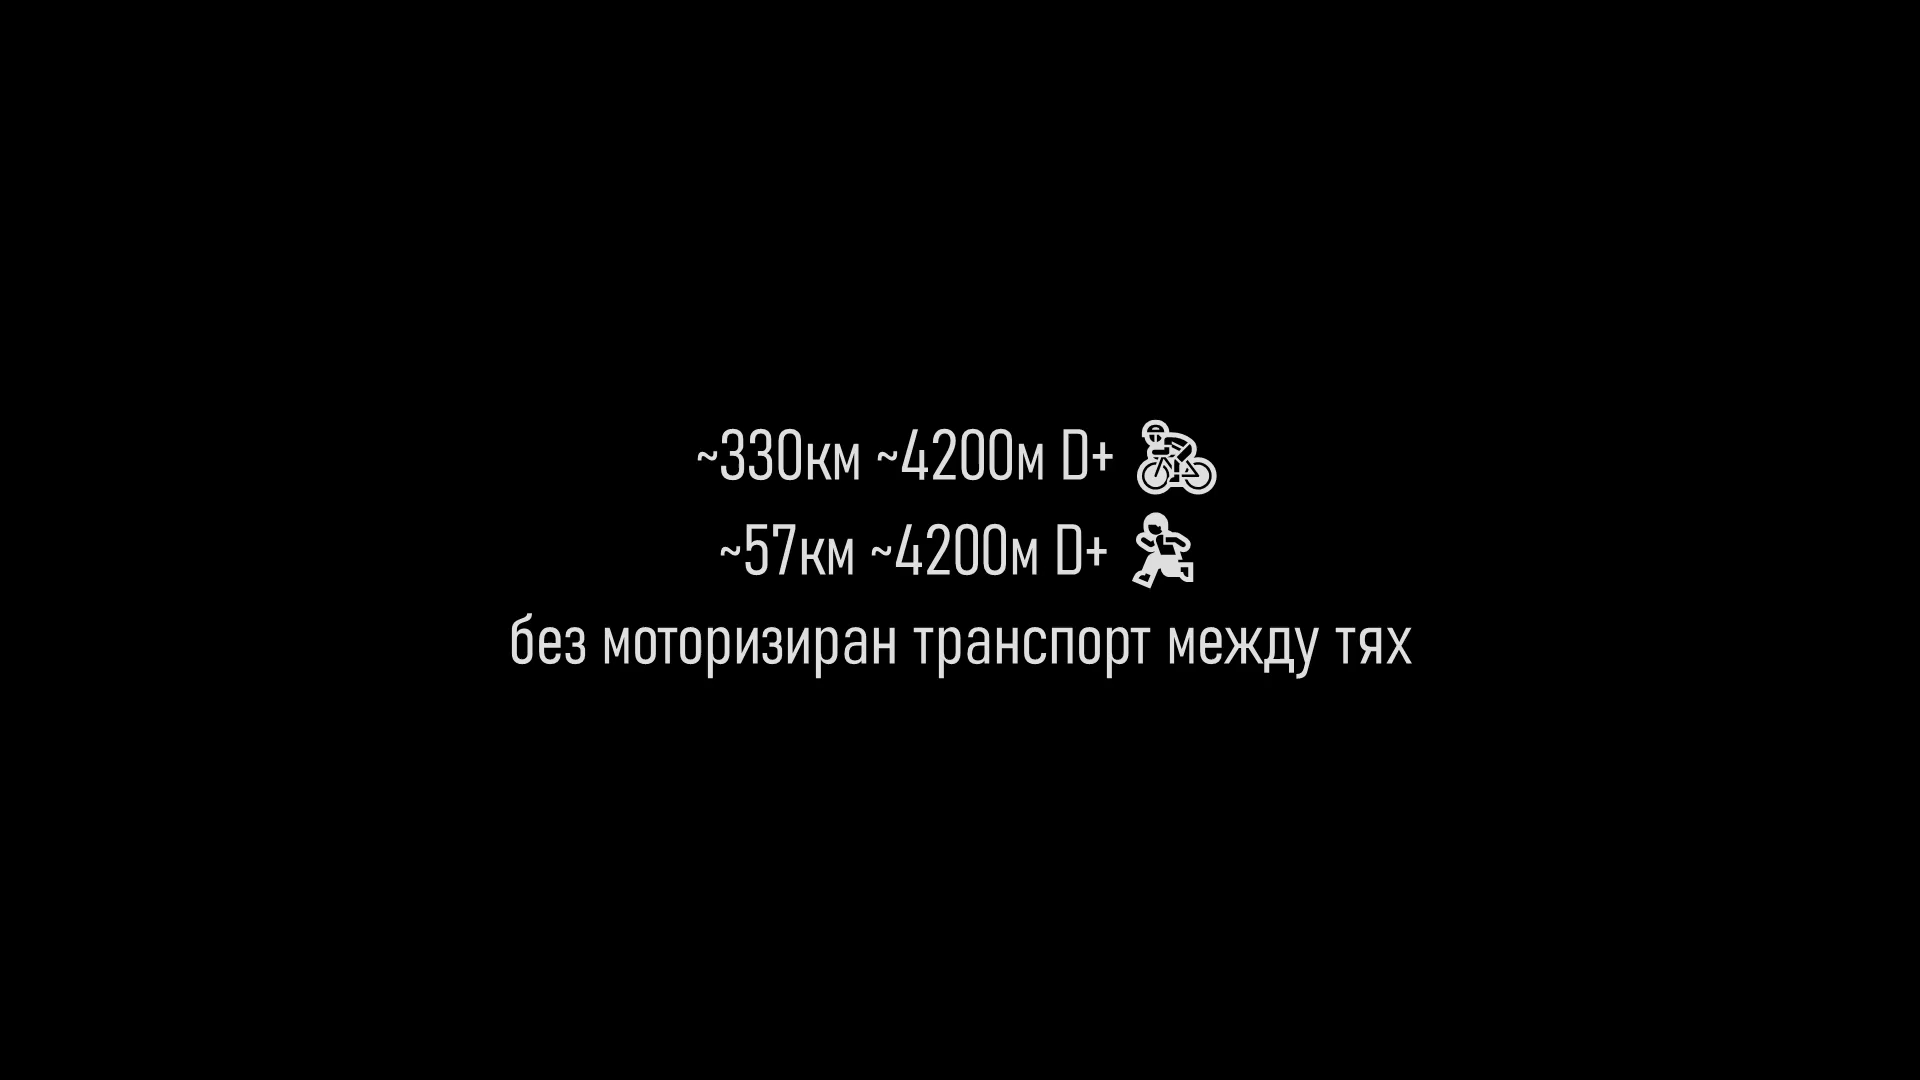 ~330км ~4200м D+
~57км ~4200м D+
без моторизиран транспорт между тях